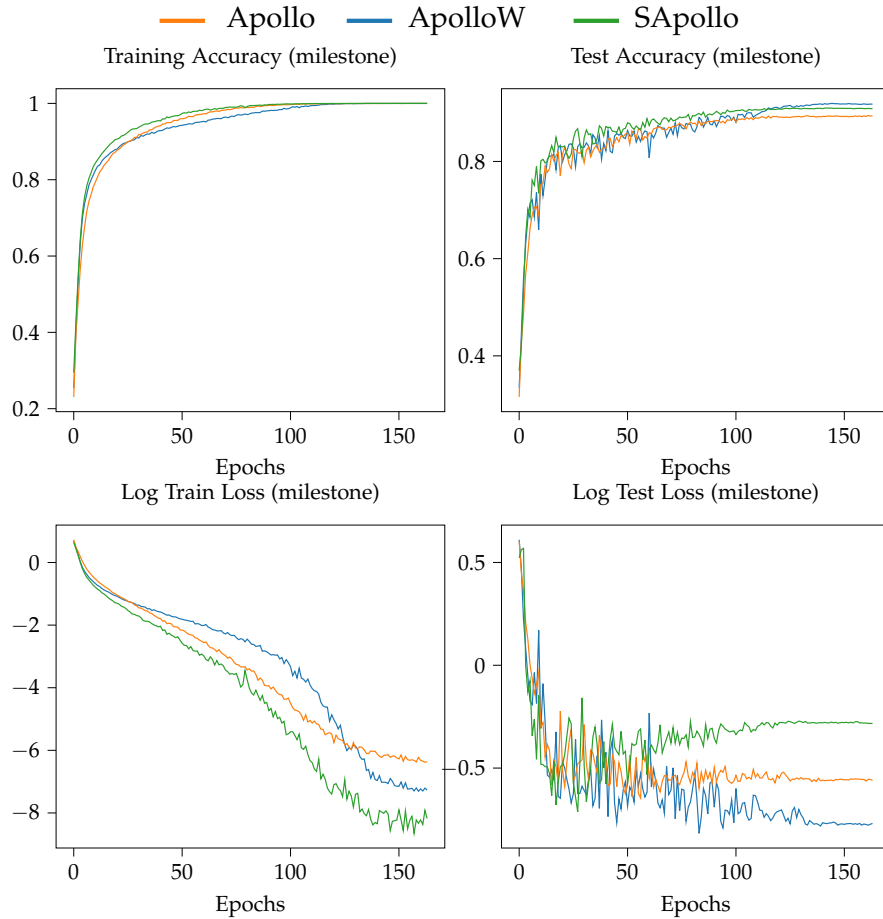 Apollo ApolloW SApollo
Training Accuracy (milestone) Test Accuracy (milestone)
1
0.8
0.6
0.4
0.2
0 50 100 150
Epochs
0.8
0.6
0.4
0 50 100 150
Epochs
Log Train Loss (milestone) Log Test Loss (milestone)
0
−2
−4
−6
−8
0 50 100 150
Epochs
0.5
0
−0.5
0 50 100 150
Epochs